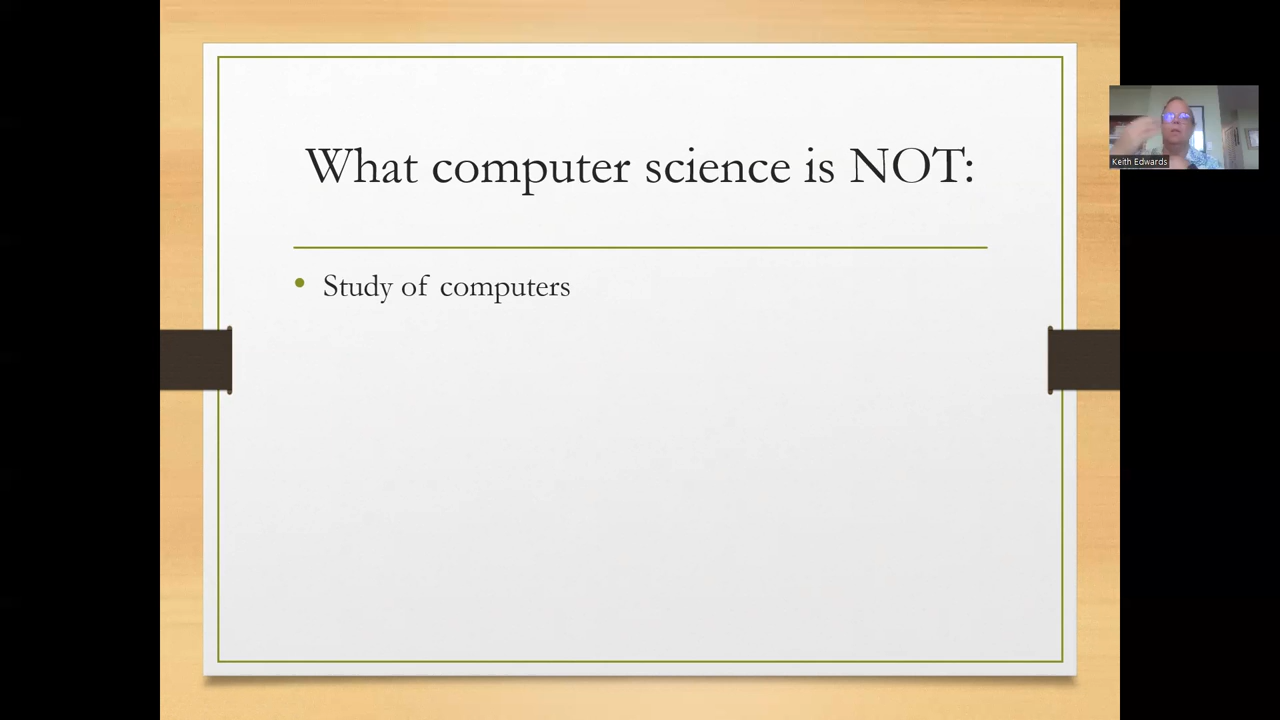 What computer science is NOT:
Study of computers
Keith Edwards